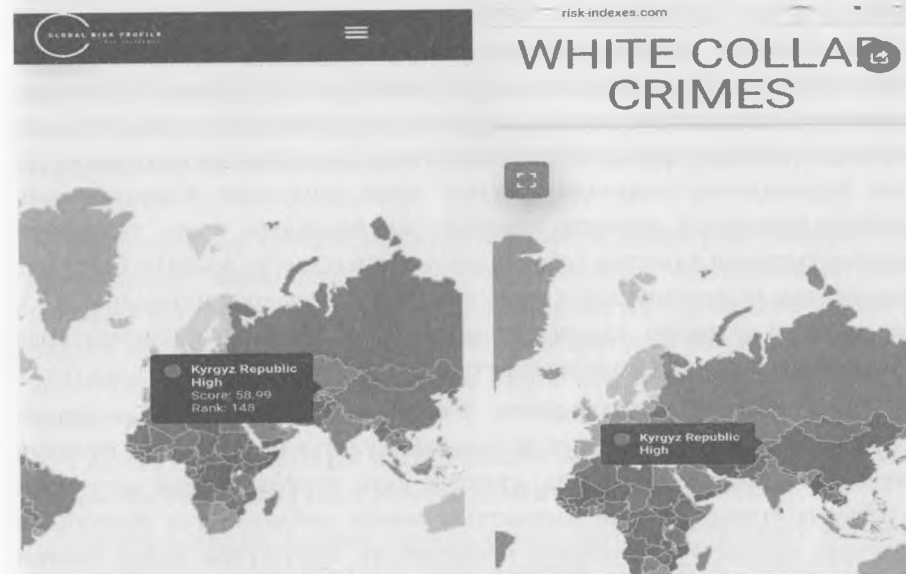 GLOBAL RISK PROFILE
Kyrgyz Republic
High
Score: 58.99
Rank: 148
risk-indexes.com
WHITE COLLAR
CRIMES
Kyrgyz Republic
High